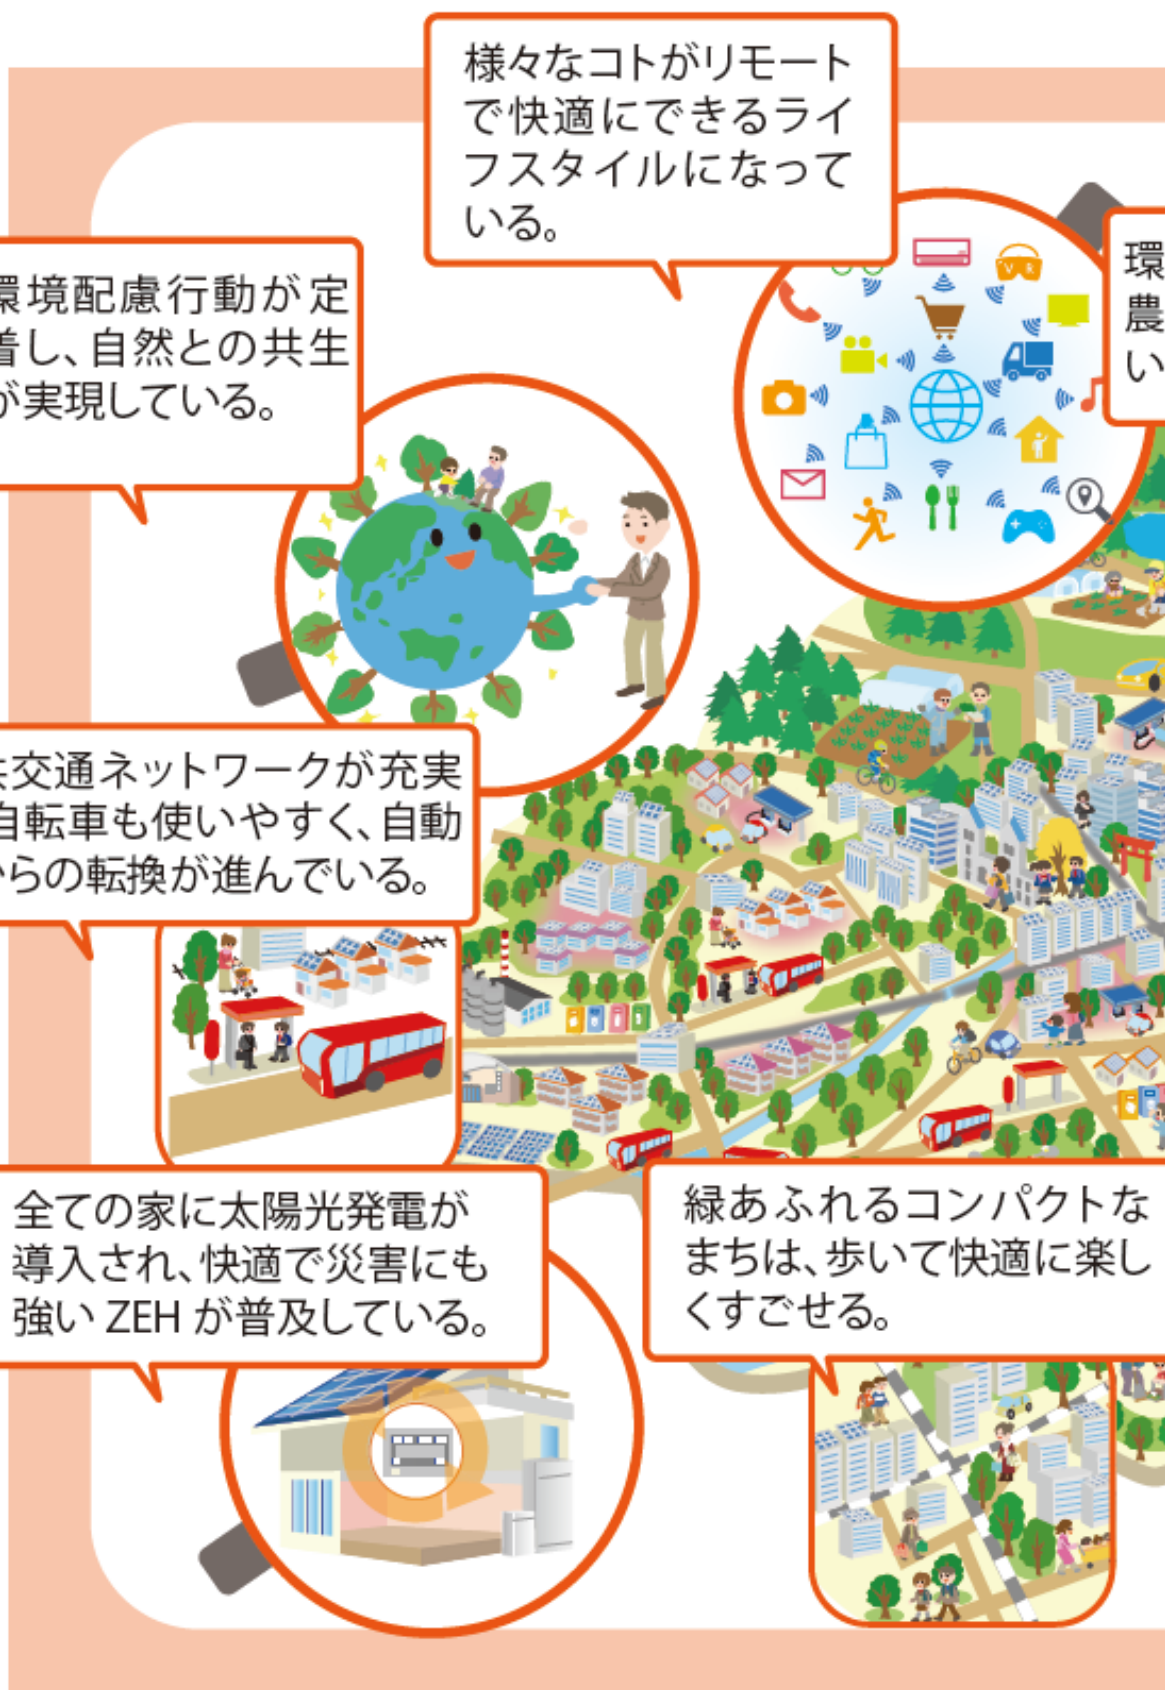 様々なコトがリモート
で快適にできるライ
フスタイルになって
いる。
環
農
い
環境配慮行動が定
着し、自然との共生
が実現している。
VR
共交通ネットワークが充実
自転車も使いやすく、自動
からの転換が進んでいる。
全ての家に太陽光発電が
導入され、快適で災害にも
強い ZEH が普及している。
緑あふれるコンパクトな
まちは、歩いて快適に楽し
くすごせる。